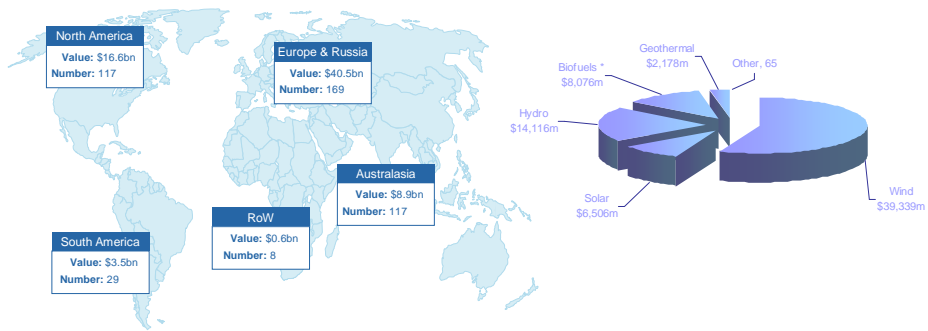 North America
Value: $16.6bn
Number: 117
Europe & Russia
Value: $40.5bn
Number: 169
Australasia
Value: $8.9bn
Number: 117
RoW
Value: $0.6bn
Number: 8
South America
Value: $3.5bn
Number: 29
Geothermal
$2,178m
Other, 65
Biofuels *
$8,076m
Hydro
$14,116m
Solar
$6,506m
Wind
$39,339m